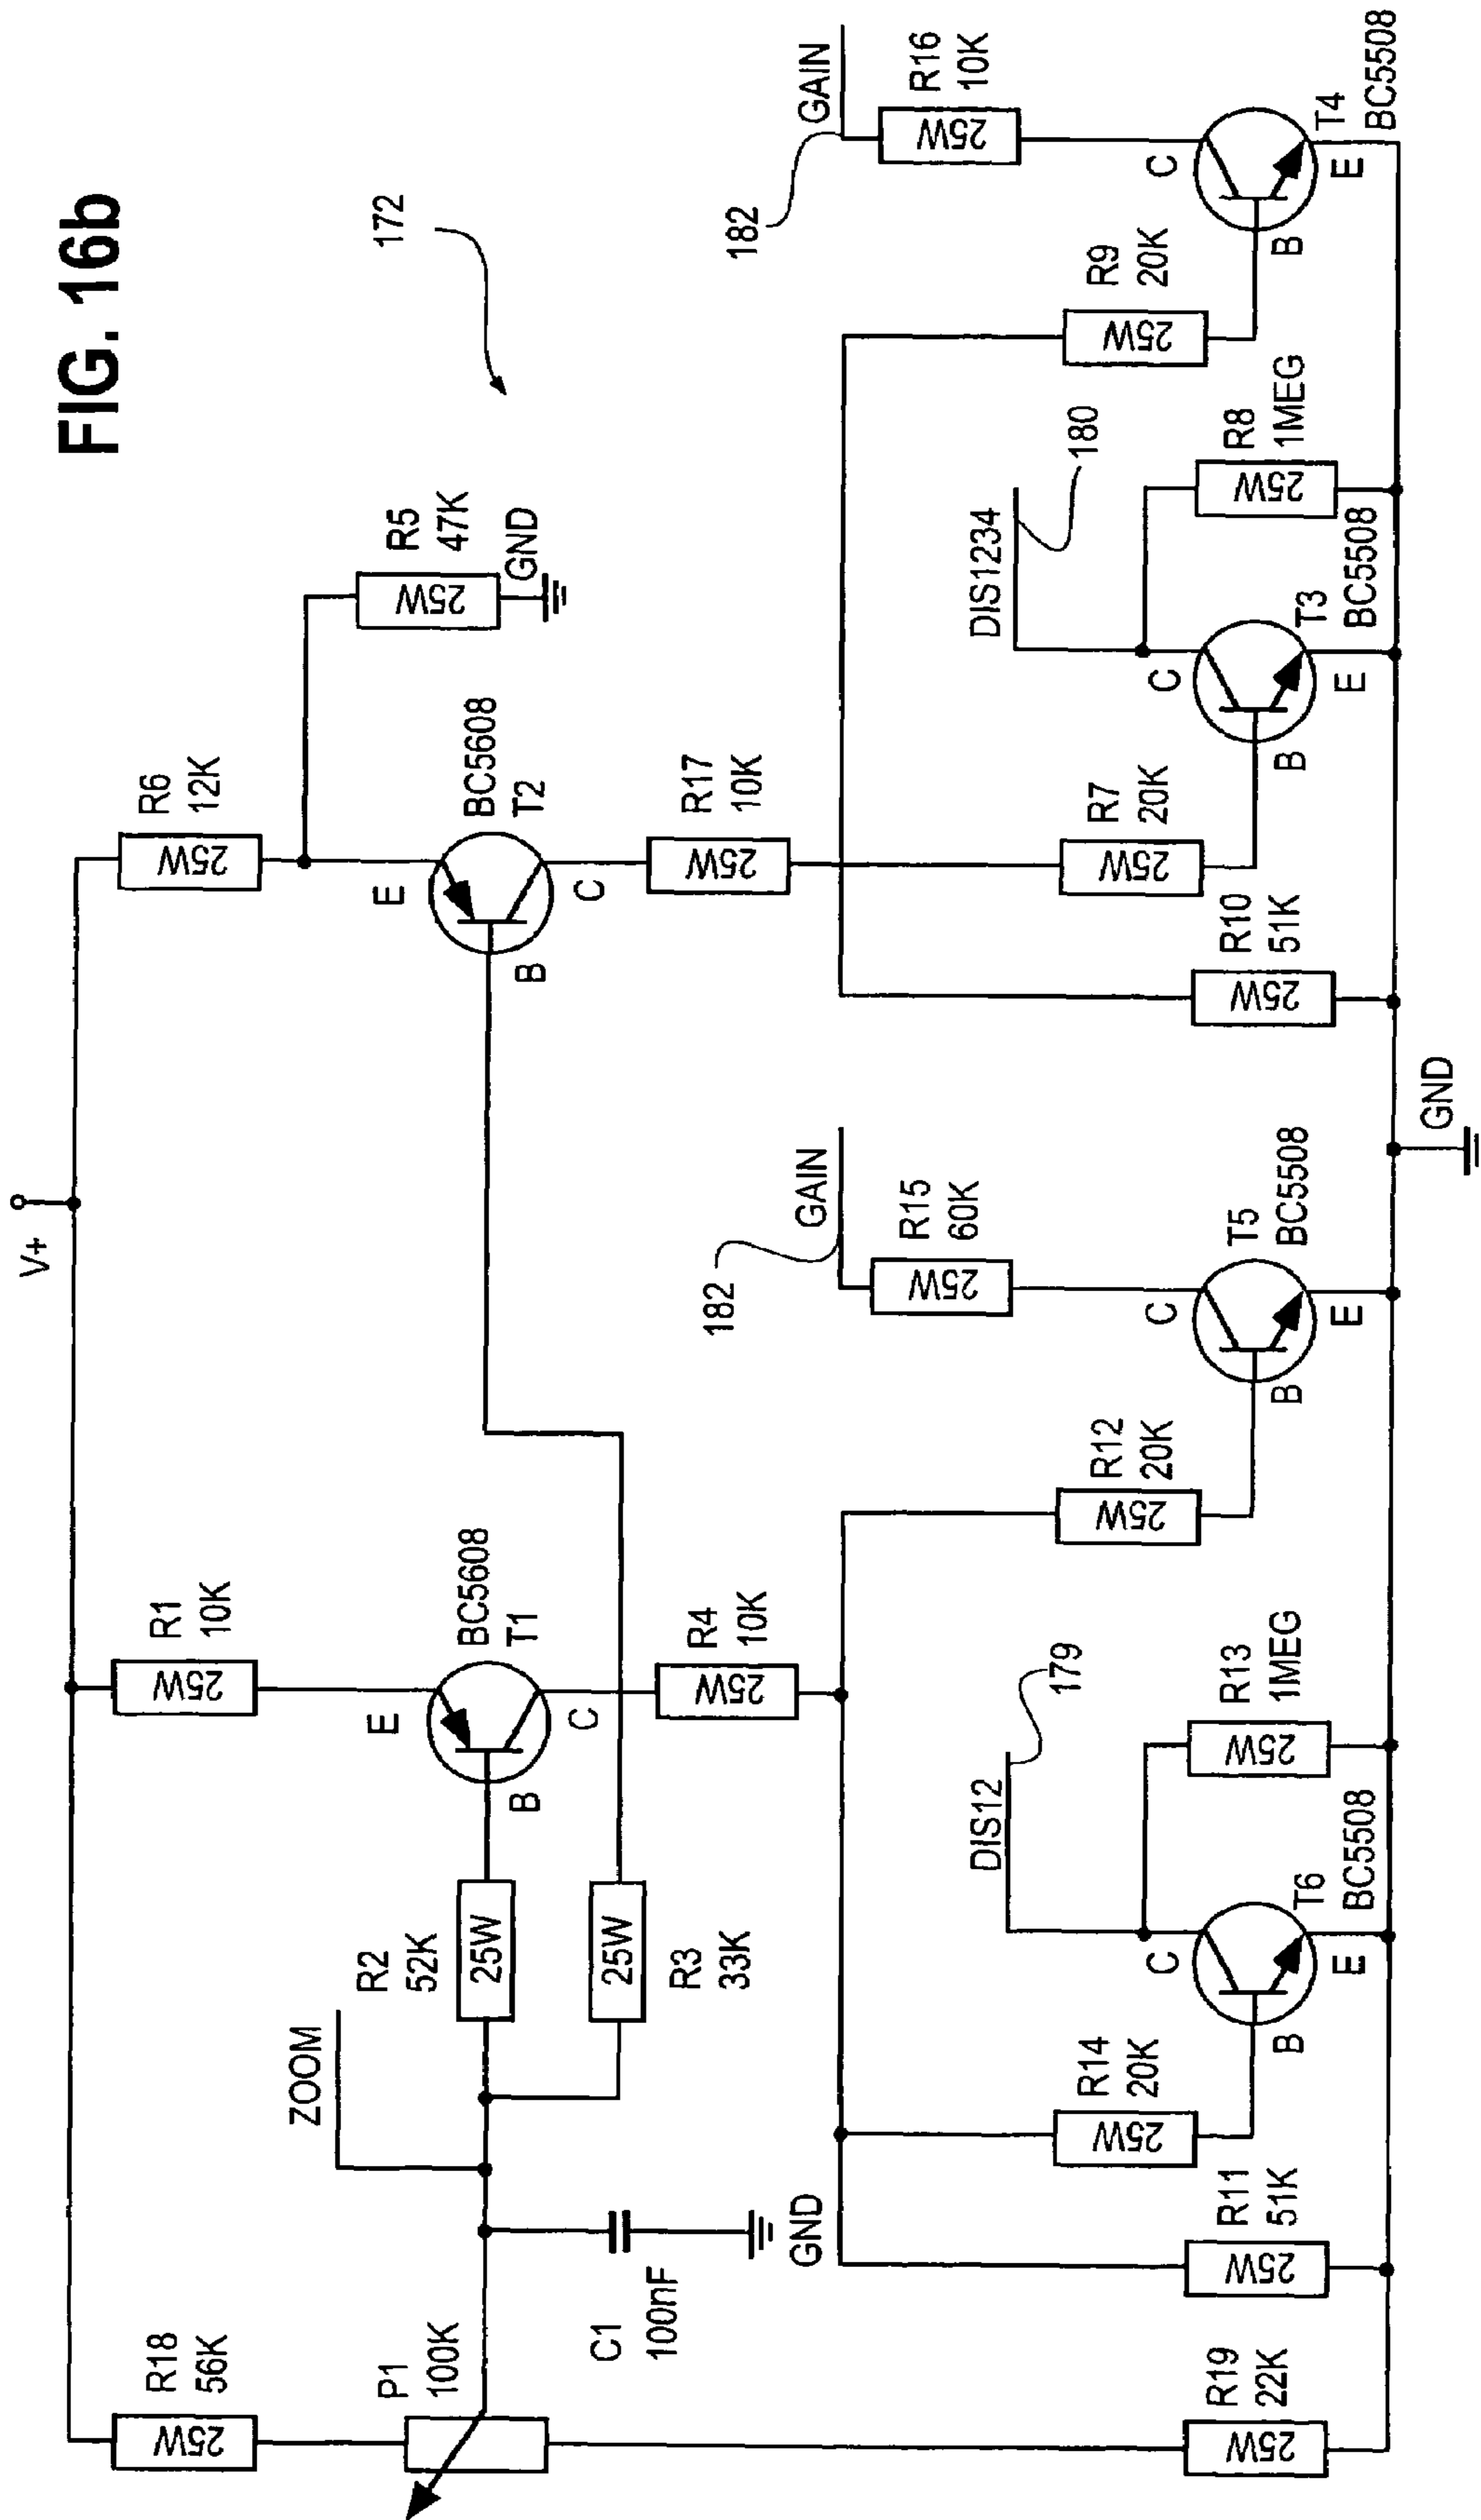 FIG. 16b
172
V+
R18
56K
25W
P1
100K
C1
100nF
GND
ZOOM
R2
52K
25W
25W
R3
33K
R1
10K
25W
E
B
C
BC5608
T1
R4
10K
25W
R6
12K
25W
E
B
C
BC5608
T2
R5
47K
25W
GND
R17
10K
25W
R19
22K
25W
R11
51K
25W
R14
20K
25W
DIS12
179
C
B
E
T6
BC5508
R13
1MEG
25W
R12
20K
25W
182
GAIN
R15
60K
25W
C
B
E
T5
BC5508
GND
R10
51K
25W
R7
20K
25W
DIS1234
180
C
B
E
T3
BC5508
R8
1MEG
25W
R9
20K
25W
182
GAIN
R16
10K
25W
C
B
E
T4
BC5508